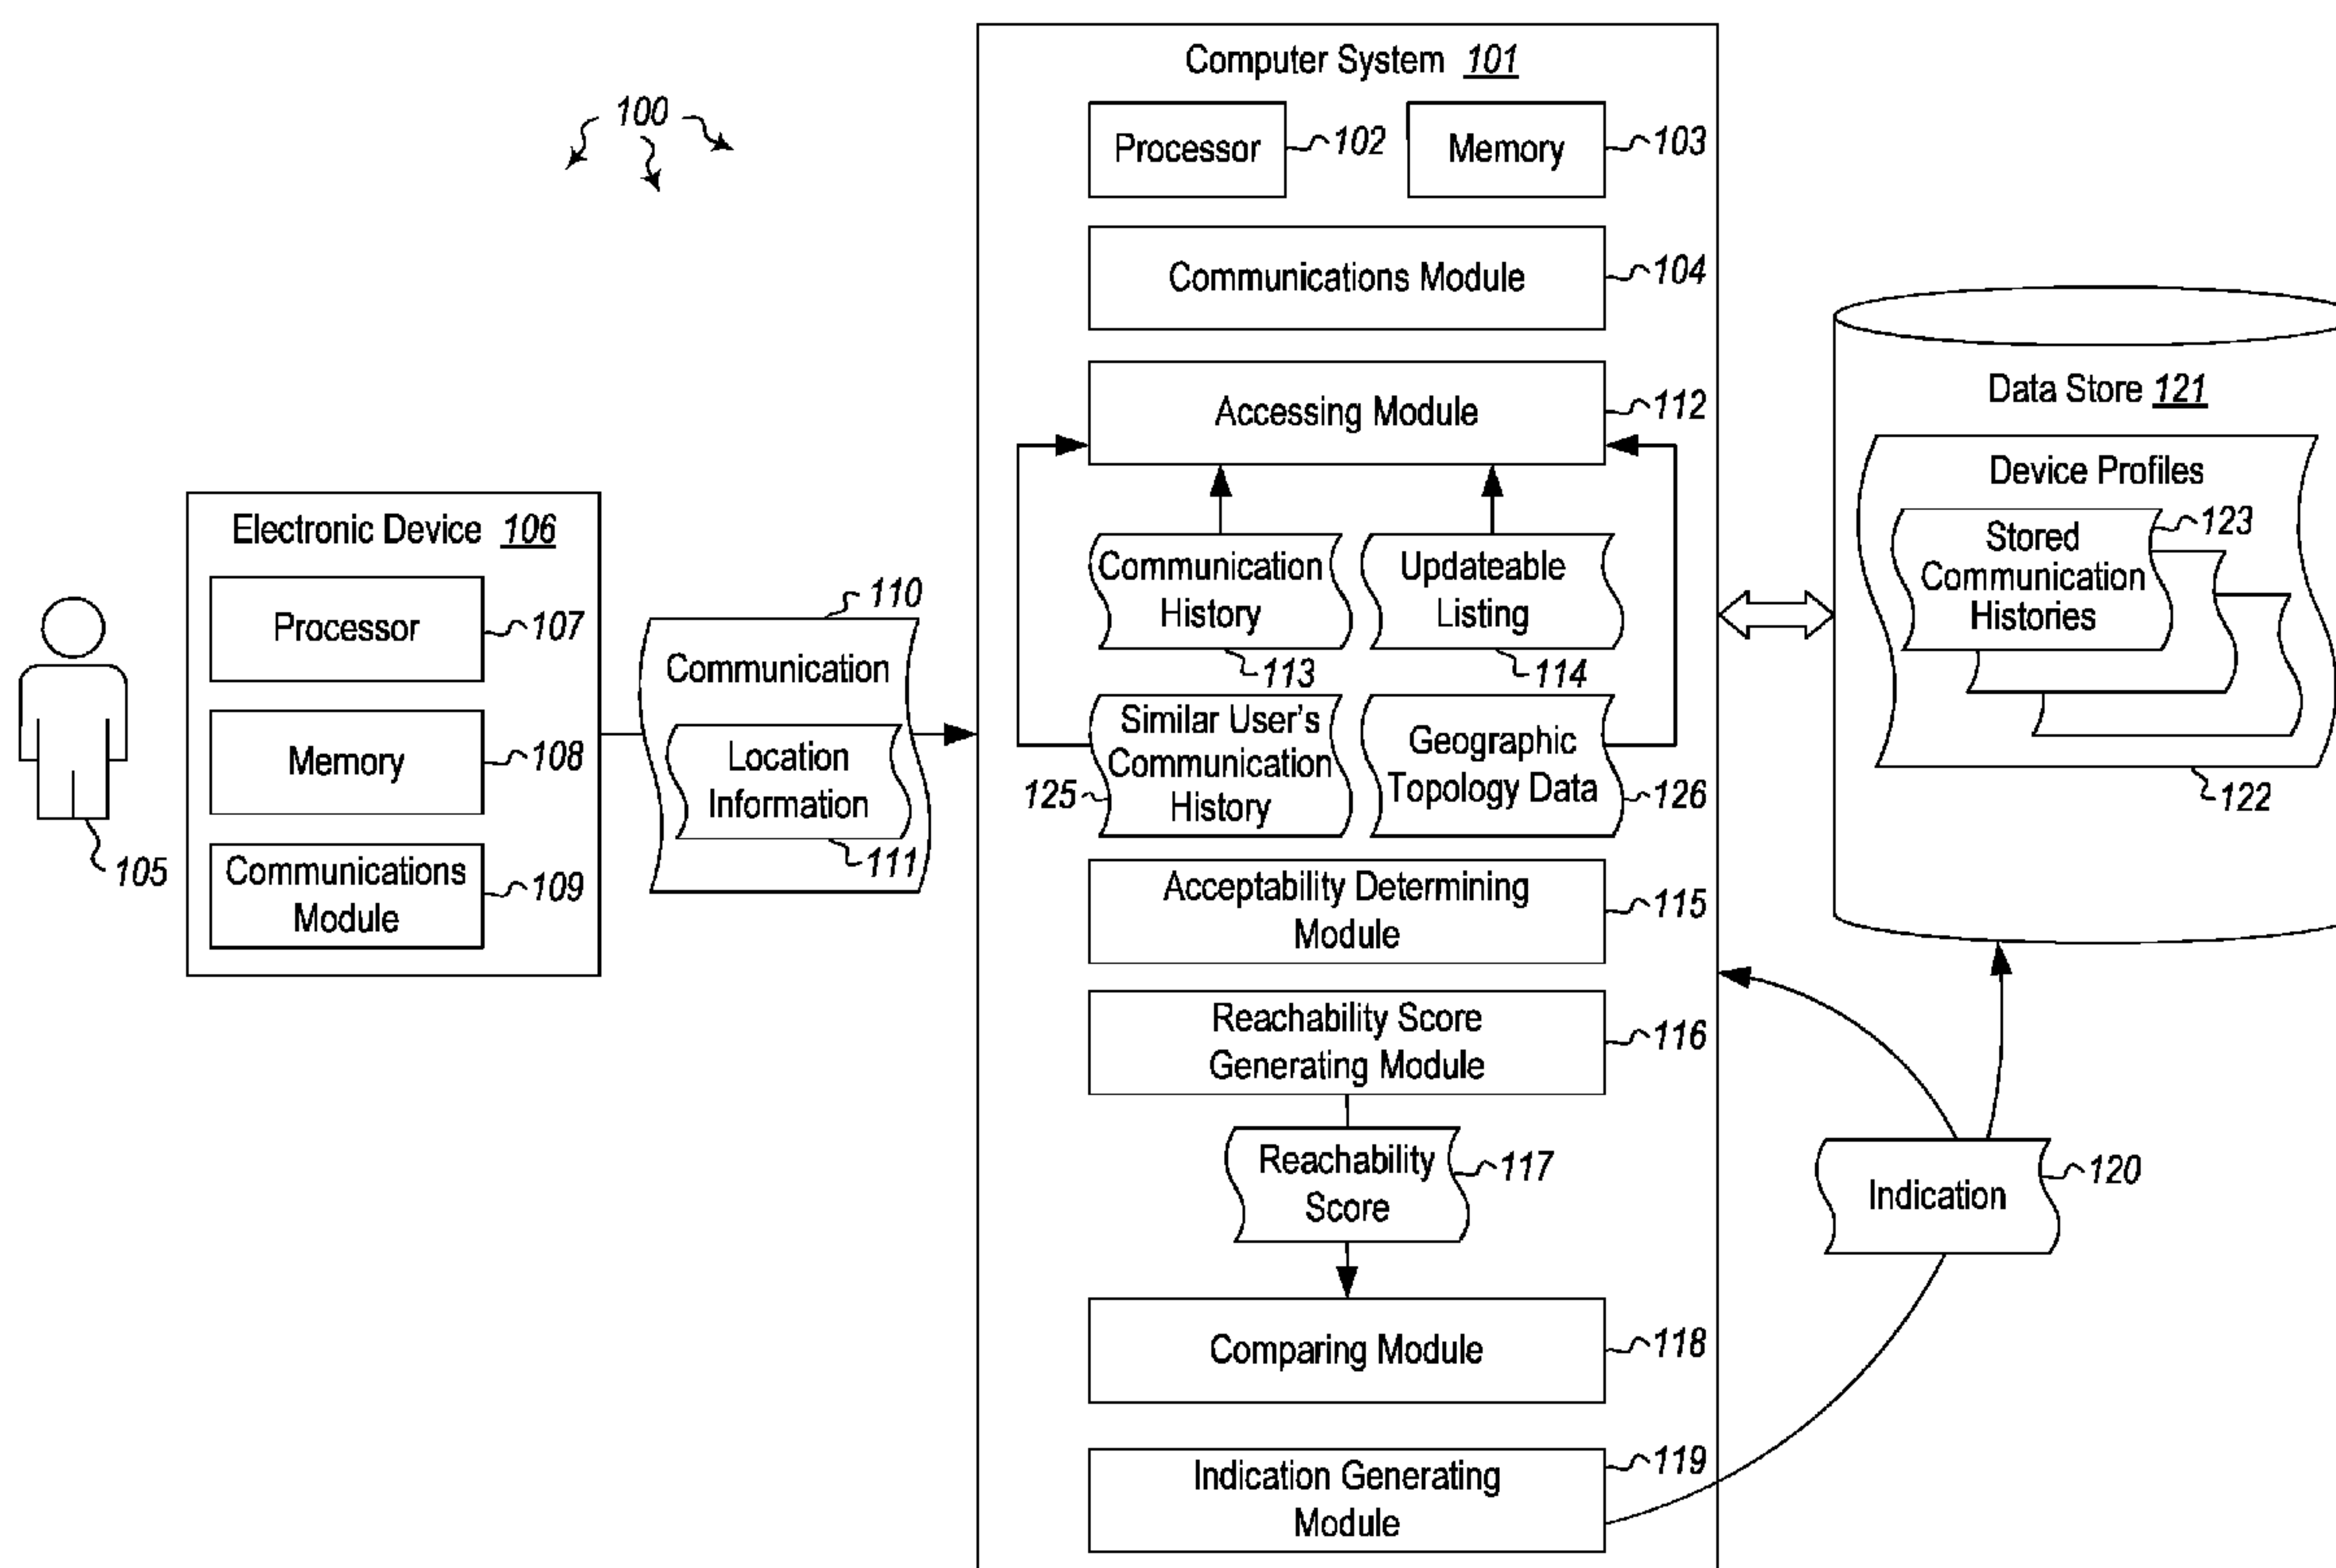 100
Computer System 101
Processor
102
Memory
103
Communications Module
104
Accessing Module
112
Communication
History
113
Updateable
Listing
114
Similar User's
Communication
History
125
Geographic
Topology Data
126
Acceptability Determining
Module
115
Reachability Score
Generating Module
116
Reachability
Score
117
Comparing Module
118
Indication Generating
Module
119
Electronic Device 106
Processor
107
Memory
108
Communications
Module
109
105
110
Communication
Location
Information
111
Data Store 121
Device Profiles
Stored
Communication
Histories
123
122
Indication
120